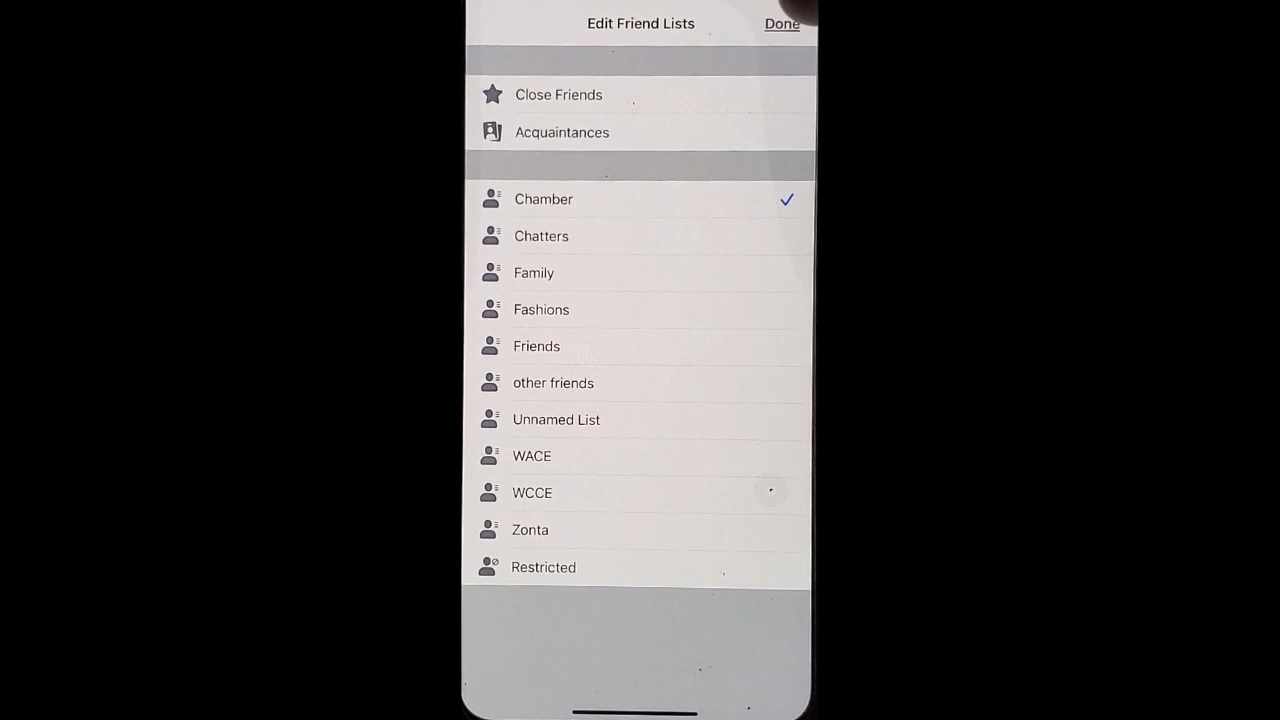 Edit Friend Lists
Done
Close Friends
Acquaintances
Chamber
Chatters
Family
Fashions
Friends
other friends
Unnamed List
WACE
WCCE
Zonta
Restricted